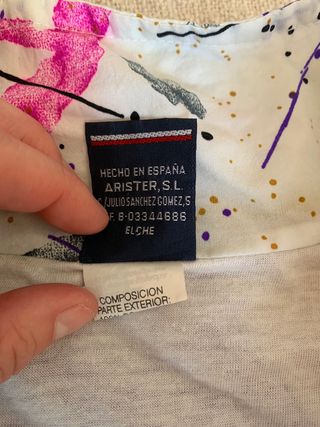 HECHO EN ESPAÑA
ARISTER, S.L.
/JULIO SANCHEZ GOMEZ, 5
F. B-03344686
ELCHE
COMPOSICION
PARTE EXTERIOR: